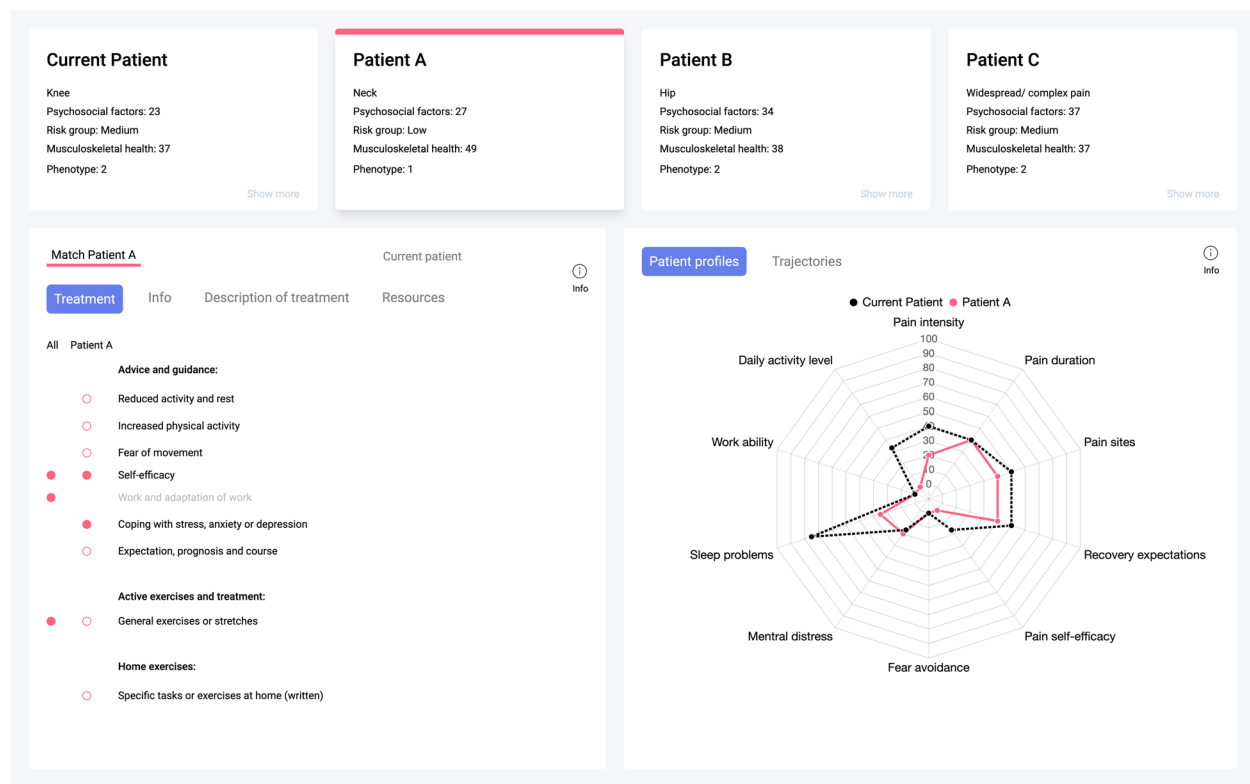 Current Patient
Knee
Psychosocial factors: 23
Risk group: Medium
Musculoskeletal health: 37
Phenotype: 2
Show more
Patient A
Neck
Psychosocial factors: 27
Risk group: Low
Musculoskeletal health: 49
Phenotype: 1
Patient B
Hip
Psychosocial factors: 34
Risk group: Medium
Musculoskeletal health: 38
Phenotype: 2
Show more
Patient C
Widespread/ complex pain
Psychosocial factors: 37
Risk group: Medium
Musculoskeletal health: 37
Phenotype: 2
Show more
Match Patient A
Current patient
Info
Treatment
Info
Description of treatment
Resources
All Patient A
Advice and guidance:
Reduced activity and rest
Increased physical activity
Fear of movement
Self-efficacy
Work and adaptation of work
Coping with stress, anxiety or depression
Expectation, prognosis and course
Active exercises and treatment:
General exercises or stretches
Home exercises:
Specific tasks or exercises at home (written)
Patient profiles
Trajectories
Info
Current Patient Patient A
Pain intensity
100
90
80
70
60
50
40
30
20
10
0
Daily activity level
Pain duration
Work ability
Pain sites
Sleep problems
Recovery expectations
Mentral distress
Pain self-efficacy
Fear avoidance